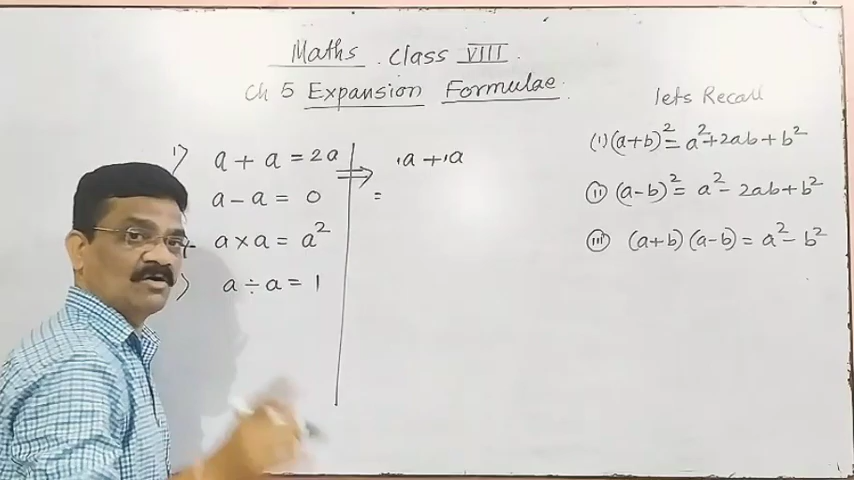 Maths Class VIII
Ch 5 Expansion Formulae
1) a + a = 2a
a - a = 0
a × a = a²
) a ÷ a = 1
⇒ 1a + 1a
=
lets Recall
(i) (a+b)² = a² + 2ab + b²
(ii) (a-b)² = a² - 2ab + b²
(iii) (a+b) (a-b) = a² - b²